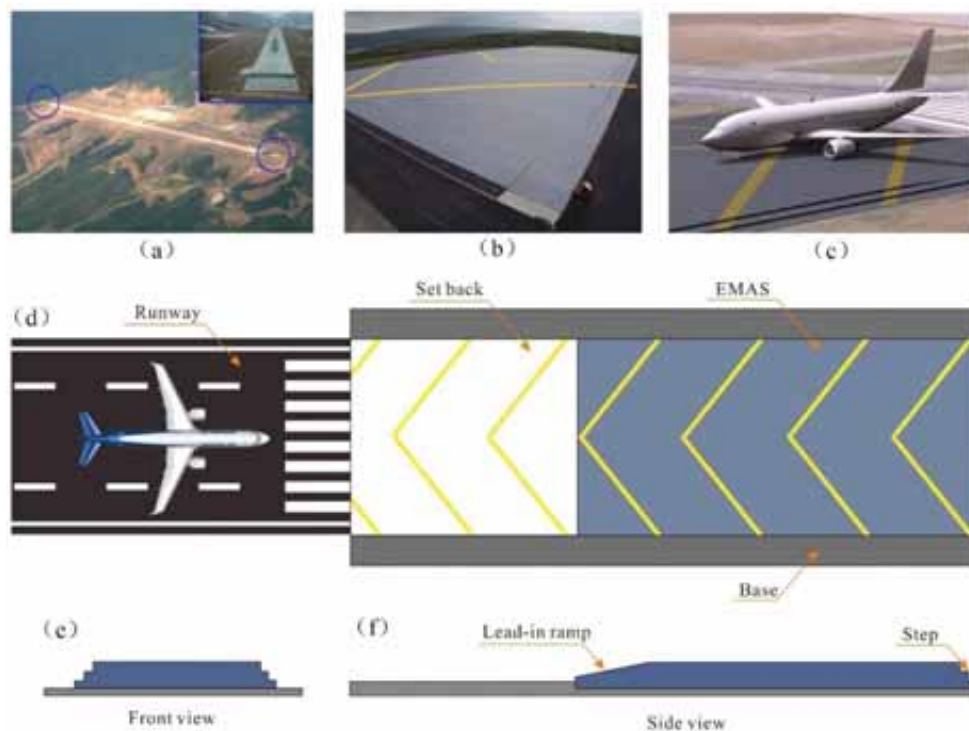 (a)
(b)
(c)
(d)
Runway
Set back
EMAS
Base
(e)
(f)
Lead-in ramp
Step
Front view
Side view